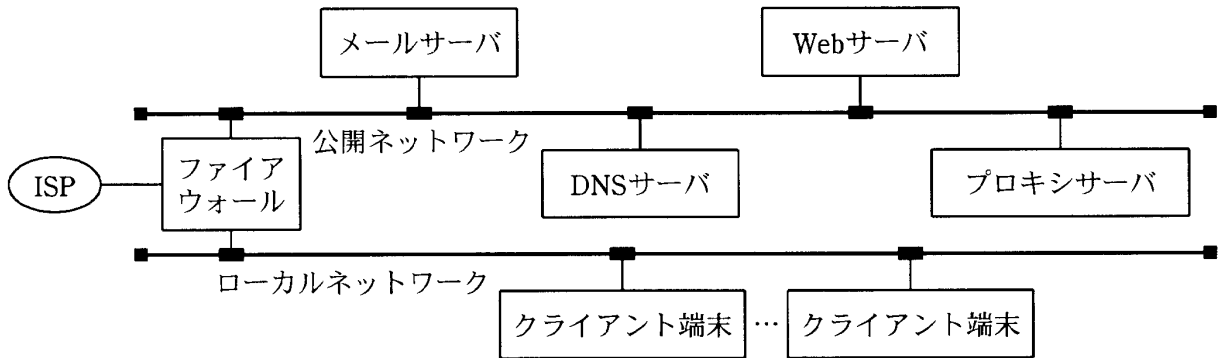 メールサーバ
Webサーバ
公開ネットワーク
ISP
ファイア
ウォール
DNSサーバ
プロキシサーバ
ローカルネットワーク
クライアント端末
…
クライアント端末